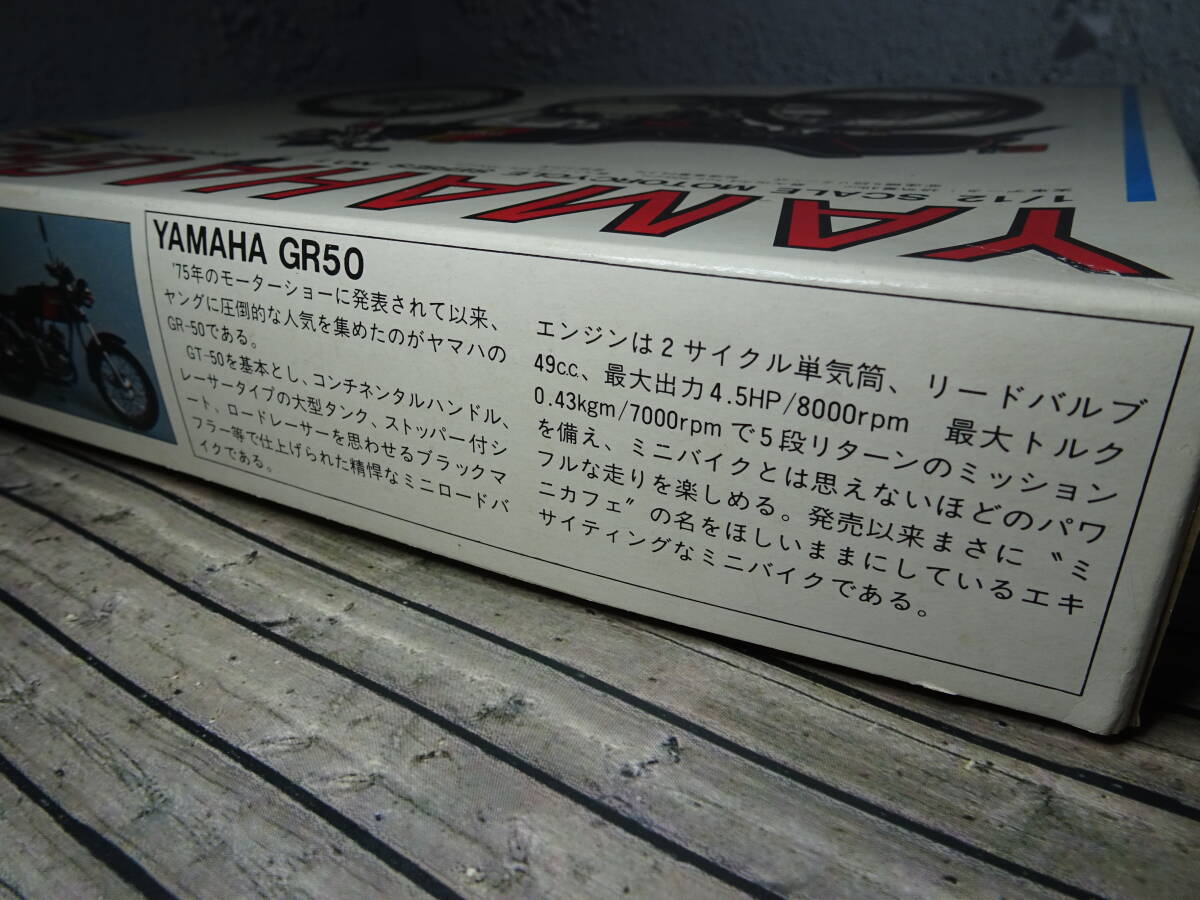 YAMAHA GR
1/12 SCALE MOTORCYCLE SERIES
YAMAHA GR50
'75年のモーターショーに発表されて以来、
ヤングに圧倒的な人気を集めたのがヤマハの
GR-50である。
GT-50を基本とし、コンチネンタルハンドル、
レーサータイプの大型タンク、ストッパー付シ
ート、ロードレーサーを思わせるブラックマ
フラー等で仕上げられた精悍なミニロードバ
イクである。
エンジンは2サイクル単気筒、リードバルブ
49c.c.、最大出力4.5HP/8000rpm 最大トルク
0.43kgm/7000rpmで5段リターンのミッション
を備え、ミニバイクとは思えないほどのパワ
フルな走りを楽しめる。発売以来まさに〝ミ
ニカフェ〟の名をほしいままにしているエキ
サイティングなミニバイクである。